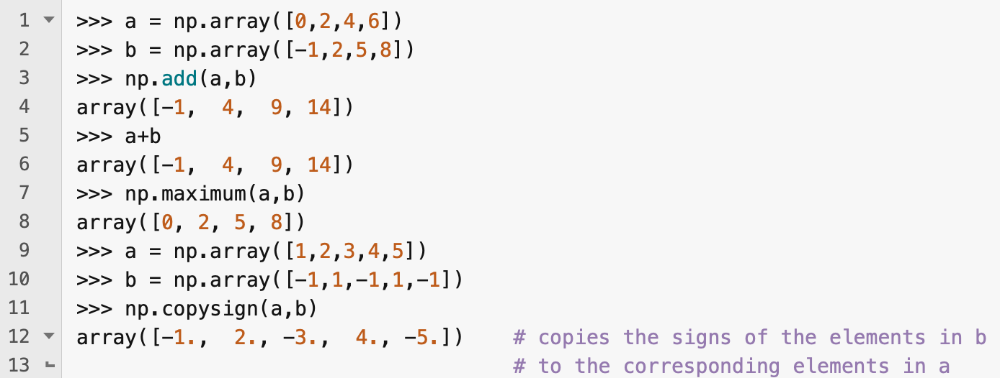 1 >>> a = np.array([0,2,4,6])
2 >>> b = np.array([-1,2,5,8])
3 >>> np.add(a,b)
4 array([-1,  4,  9, 14])
5 >>> a+b
6 array([-1,  4,  9, 14])
7 >>> np.maximum(a,b)
8 array([0, 2, 5, 8])
9 >>> a = np.array([1,2,3,4,5])
10 >>> b = np.array([-1,1,-1,1,-1])
11 >>> np.copysign(a,b)
12 array([-1.,  2., -3.,  4., -5.])    # copies the signs of the elements in b
13                                     # to the corresponding elements in a